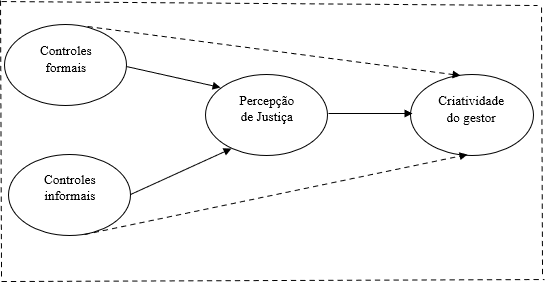 Controles
formais
Percepção
de Justiça
Criatividade
do gestor
Controles
informais